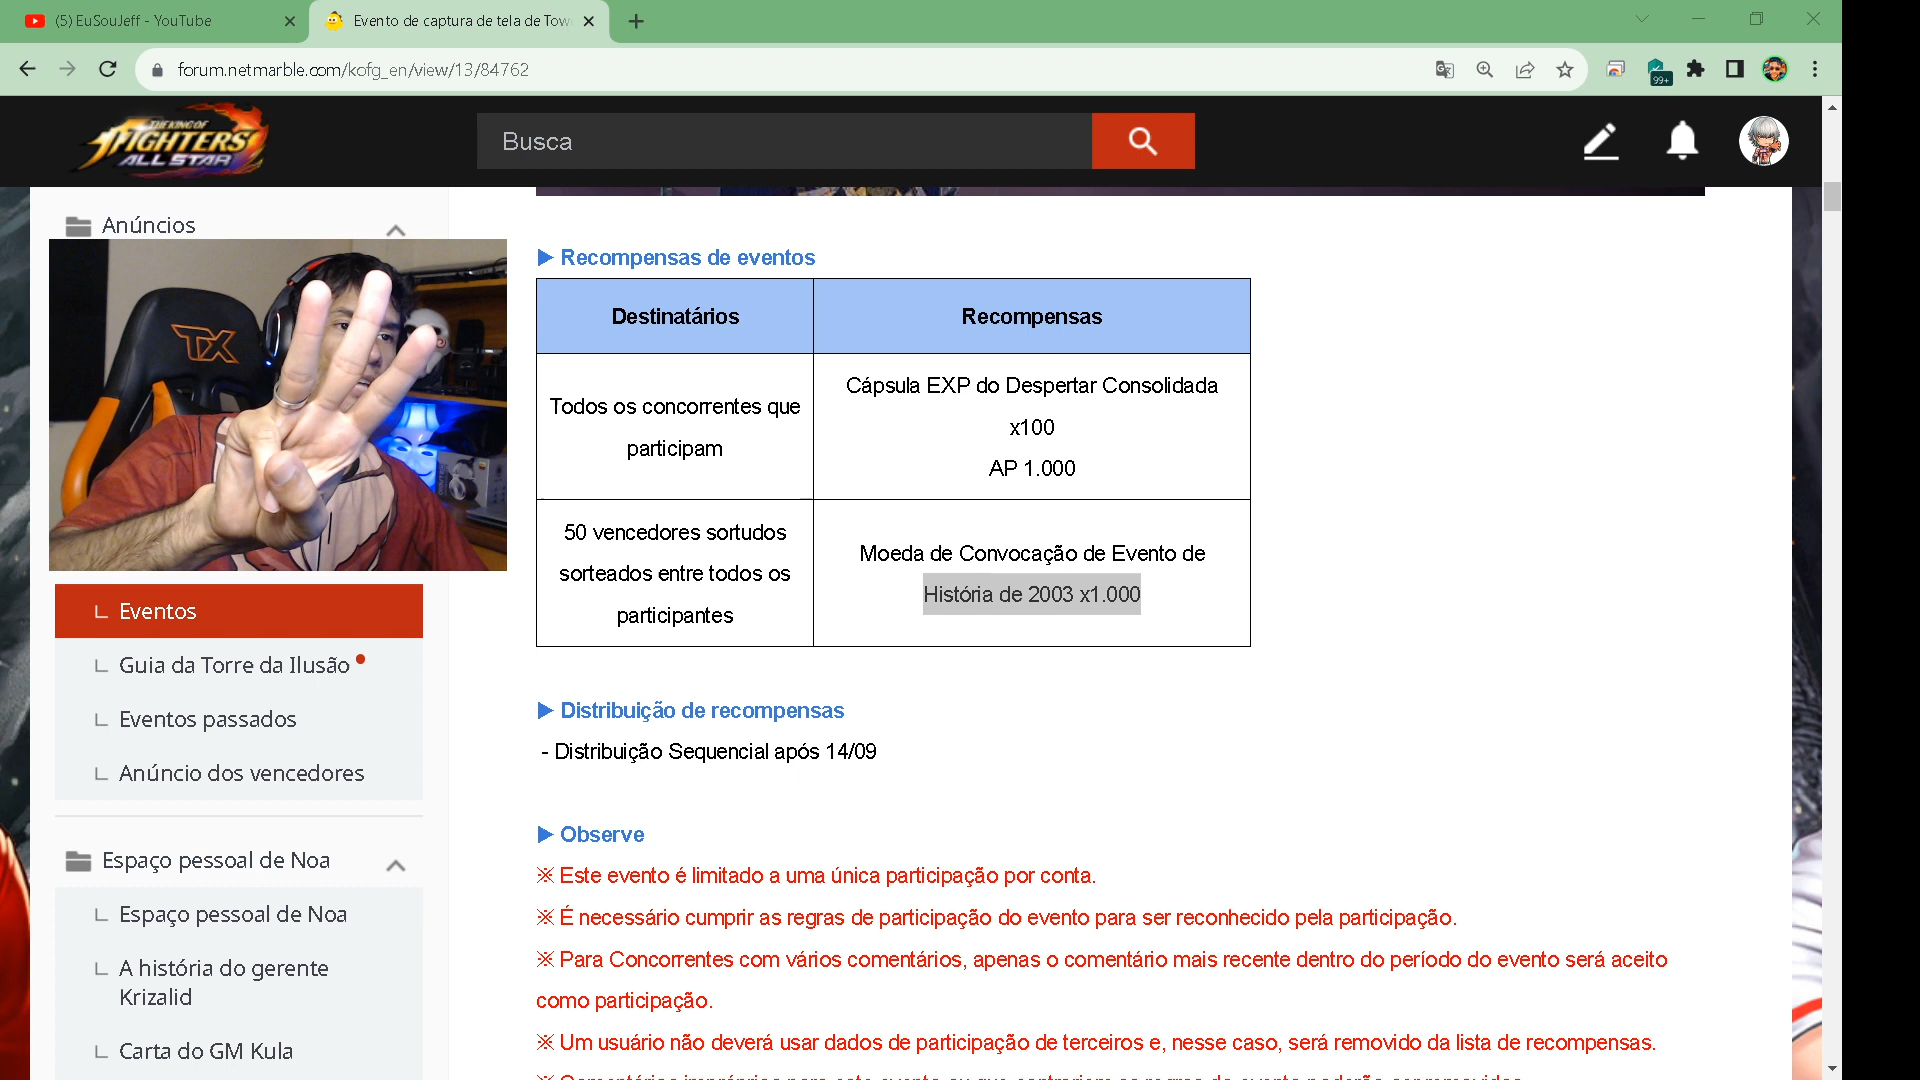 (5) EuSouJeff - YouTube
Evento de captura de tela de Tow
forum.netmarble.com/kofg_en/view/13/84762
99+
THE KING OF
FIGHTERS
ALL STAR
Busca
Anúncios
TX
Eventos
Guia da Torre da Ilusão
Eventos passados
Anúncio dos vencedores
Espaço pessoal de Noa
Espaço pessoal de Noa
A história do gerente
Krizalid
Carta do GM Kula
▶ Recompensas de eventos
Destinatários
Recompensas
Todos os concorrentes que
participam
Cápsula EXP do Despertar Consolidada
x100
AP 1.000
50 vencedores sortudos
sorteados entre todos os
participantes
Moeda de Convocação de Evento de
História de 2003 x1.000
▶ Distribuição de recompensas
- Distribuição Sequencial após 14/09
▶ Observe
※ Este evento é limitado a uma única participação por conta.
※ É necessário cumprir as regras de participação do evento para ser reconhecido pela participação.
※ Para Concorrentes com vários comentários, apenas o comentário mais recente dentro do período do evento será aceito
como participação.
※ Um usuário não deverá usar dados de participação de terceiros e, nesse caso, será removido da lista de recompensas.